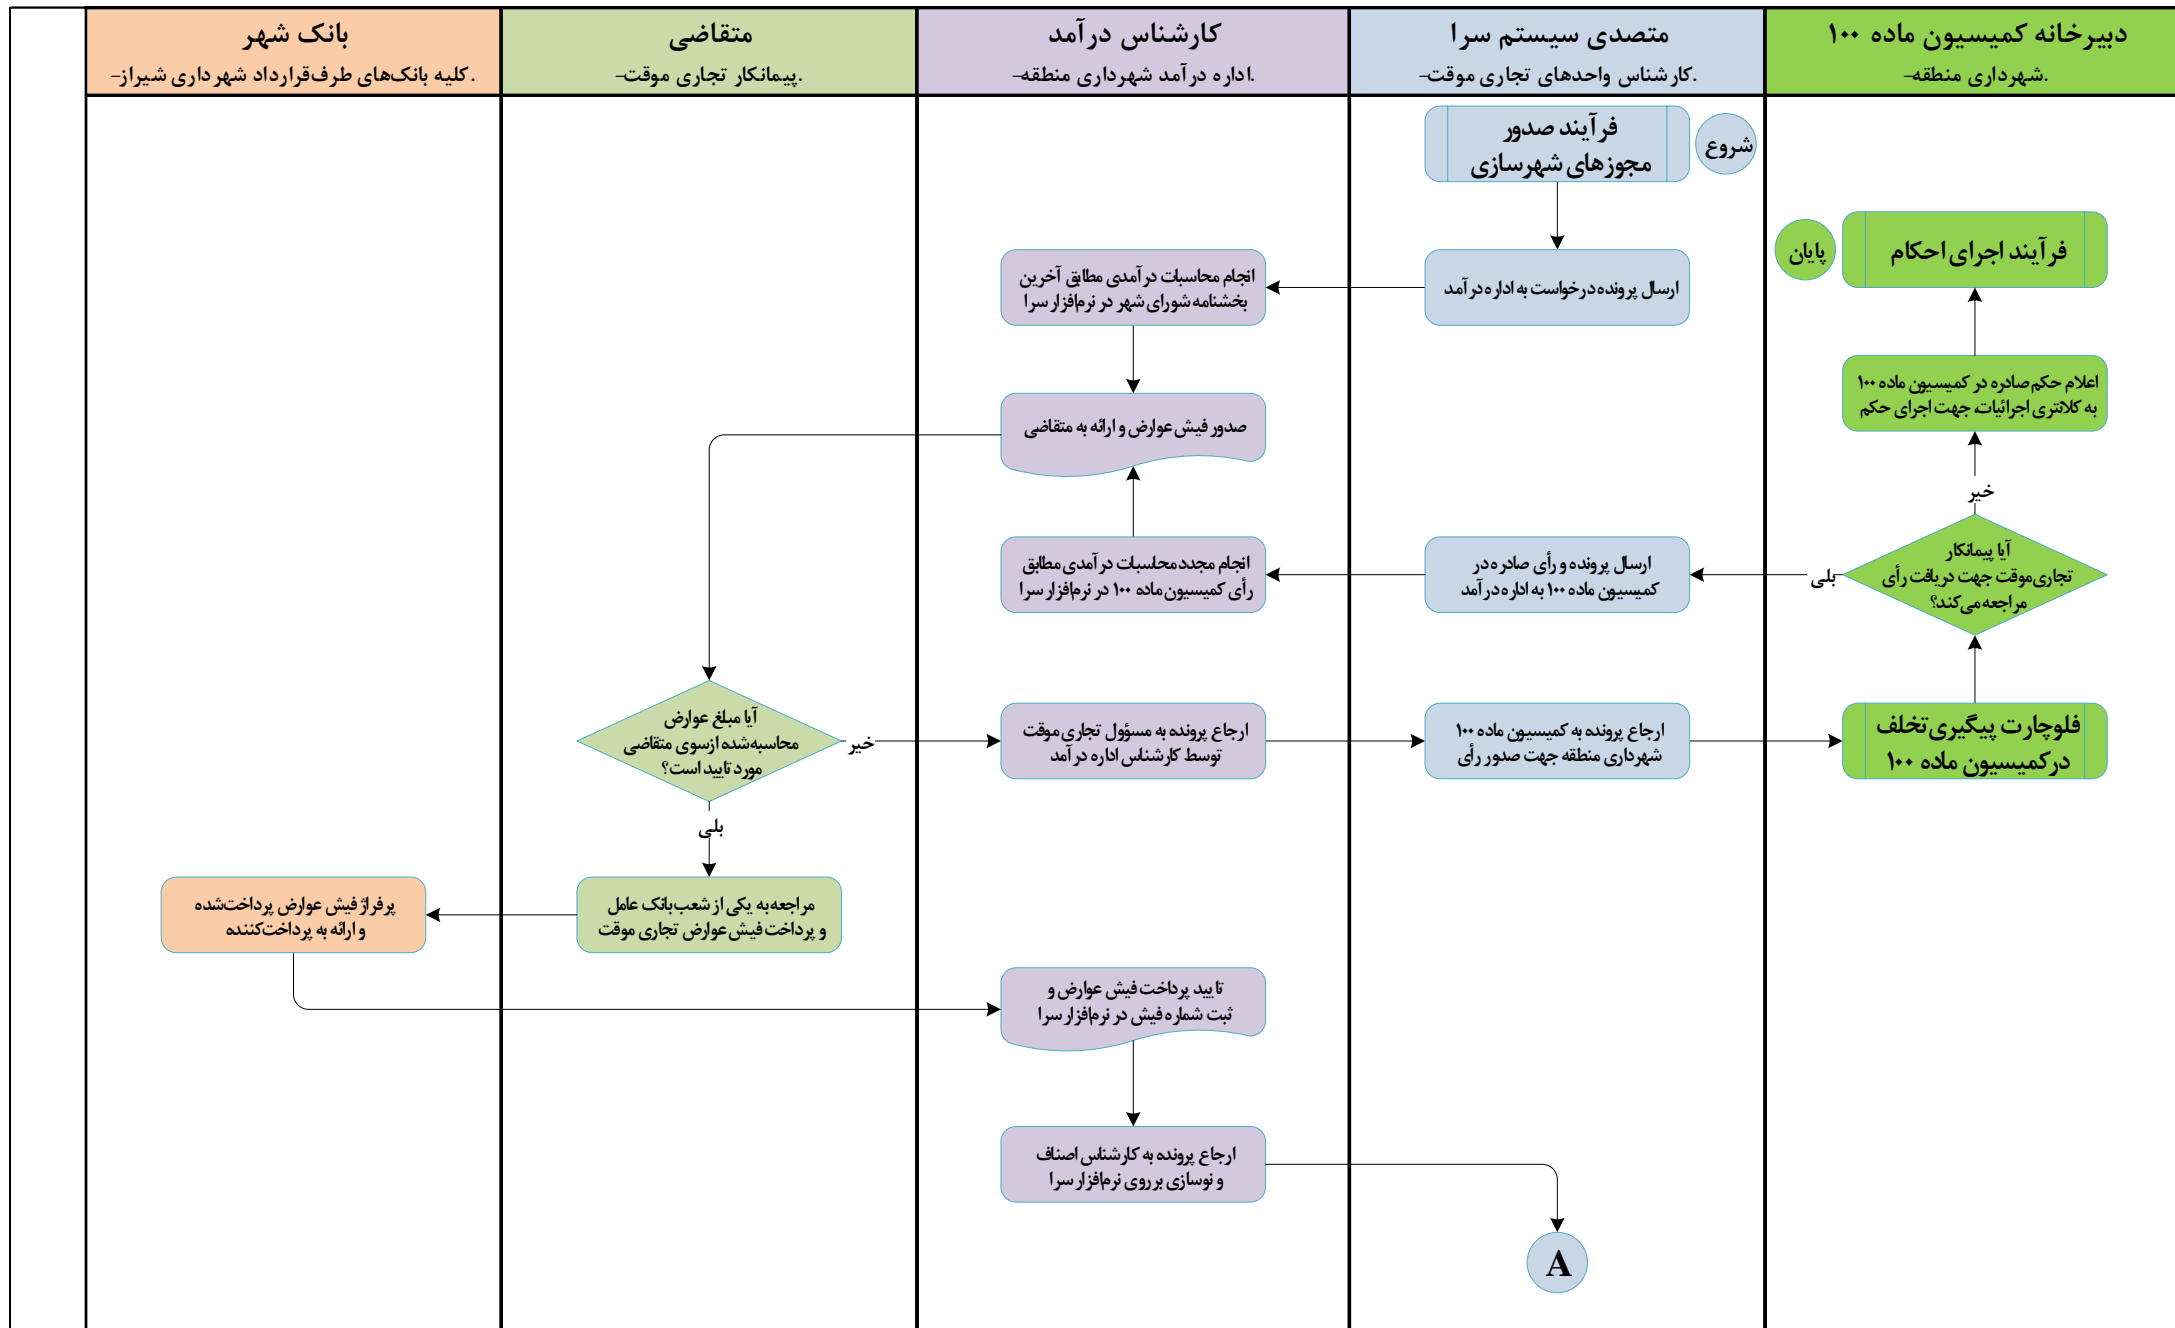 دبیرخانه کمیسیون ماده ۱۰۰
شهرداری منطقه.-
متصدی سیستم سرا
کارشناس واحدهای تجاری موقت.-
کارشناس درآمد
اداره درآمد شهرداری منطقه.-
متقاضی
پیمانکار تجاری موقت.-
بانک شهر
کلیه بانک‌های طرف‌قرارداد شهرداری شیراز.-
شروع
فرآیند صدور
مجوزهای شهرسازی
پایان
فرآیند اجرای احکام
ارسال پرونده درخواست به اداره درآمد
انجام محاسبات درآمدی مطابق آخرین
بخشنامه شورای شهر در نرم‌افزار سرا
اعلام حکم صادره در کمیسیون ماده ۱۰۰
به کلانتری اجرائیات، جهت اجرای حکم
صدور فیش عوارض و ارائه به متقاضی
خیر
آیا پیمانکار
تجاری موقت جهت دریافت رأی
مراجعه می‌کند؟
بلی
ارسال پرونده و رأی صادره در
کمیسیون ماده ۱۰۰ به اداره درآمد
انجام مجدد محاسبات درآمدی مطابق
رأی کمیسیون ماده ۱۰۰ در نرم‌افزار سرا
فلوچارت پیگیری تخلف
در کمیسیون ماده ۱۰۰
ارجاع پرونده به کمیسیون ماده ۱۰۰
شهرداری منطقه جهت صدور رأی
ارجاع پرونده به مسؤول تجاری موقت
توسط کارشناس اداره درآمد
خیر
آیا مبلغ عوارض
محاسبه‌شده ازسوی متقاضی
مورد تایید است؟
بلی
مراجعه به یکی از شعب بانک عامل
و پرداخت فیش عوارض تجاری موقت
پرفراژ فیش عوارض پرداخت‌شده
و ارائه به پرداخت‌کننده
تایید پرداخت فیش عوارض و
ثبت شماره فیش در نرم‌افزار سرا
ارجاع پرونده به کارشناس اصناف
و نوسازی برروی نرم‌افزار سرا
A